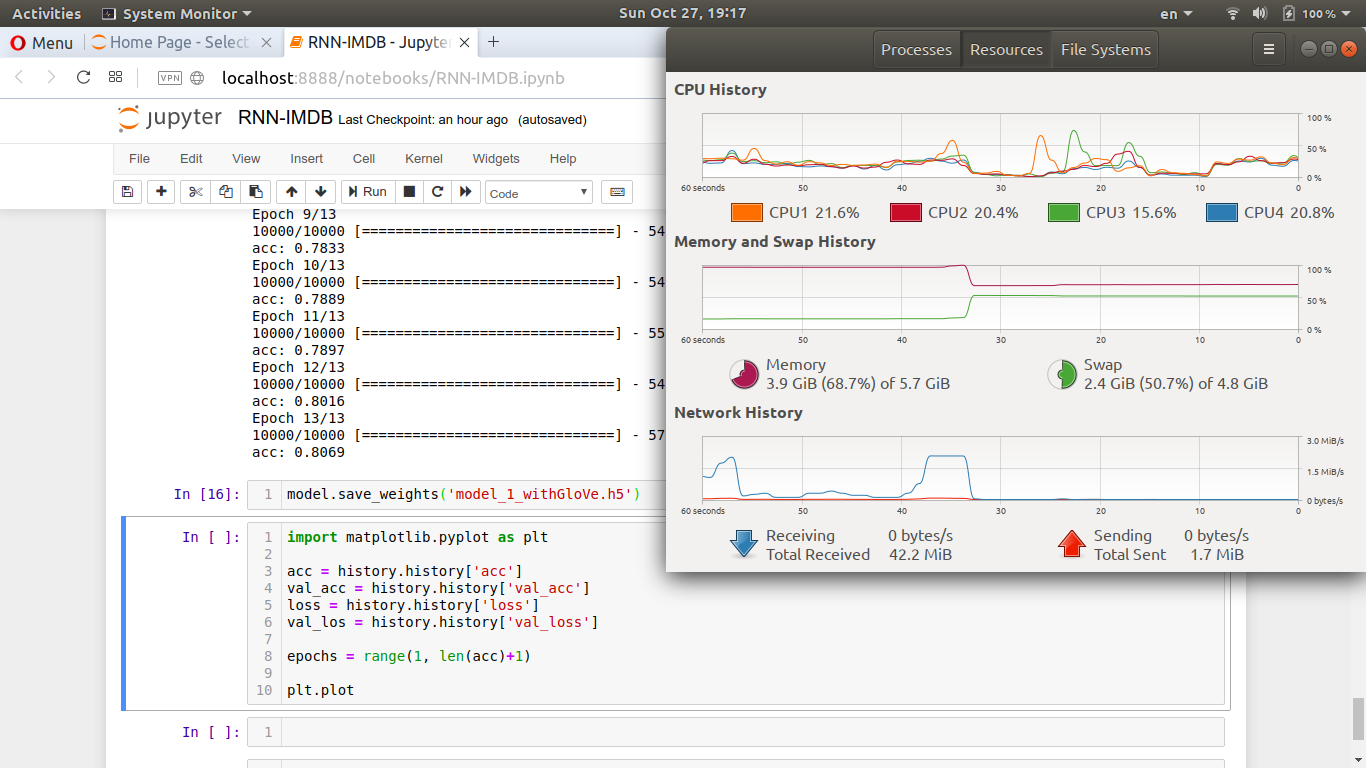 Activities System Monitor Sun Oct 27, 19:17 en 100 %
Menu Home Page - Select RNN-IMDB - Jupyte
localhost:8888/notebooks/RNN-IMDB.ipynb
VPN
jupyter RNN-IMDB Last Checkpoint: an hour ago (autosaved)
File Edit View Insert Cell Kernel Widgets Help
Run Code
Epoch 9/13
10000/10000 [==============================] - 54
acc: 0.7833
Epoch 10/13
10000/10000 [==============================] - 54
acc: 0.7889
Epoch 11/13
10000/10000 [==============================] - 55
acc: 0.7897
Epoch 12/13
10000/10000 [==============================] - 54
acc: 0.8016
Epoch 13/13
10000/10000 [==============================] - 57
acc: 0.8069
In [16]: 1 model.save_weights('model_1_withGloVe.h5')
In [ ]: 1 import matplotlib.pyplot as plt
2
3 acc = history.history['acc']
4 val_acc = history.history['val_acc']
5 loss = history.history['loss']
6 val_los = history.history['val_loss']
7
8 epochs = range(1, len(acc)+1)
9
10 plt.plot
In [ ]: 1
Processes Resources File Systems
CPU History
100 %
50 %
0 %
60 seconds 50 40 30 20 10 0
CPU1 21.6% CPU2 20.4% CPU3 15.6% CPU4 20.8%
Memory and Swap History
100 %
50 %
0 %
60 seconds 50 40 30 20 10 0
Memory
3.9 GiB (68.7%) of 5.7 GiB
Swap
2.4 GiB (50.7%) of 4.8 GiB
Network History
3.0 MiB/s
1.5 MiB/s
0 bytes/s
60 seconds 50 40 30 20 10 0
Receiving 0 bytes/s
Total Received 42.2 MiB
Sending 0 bytes/s
Total Sent 1.7 MiB